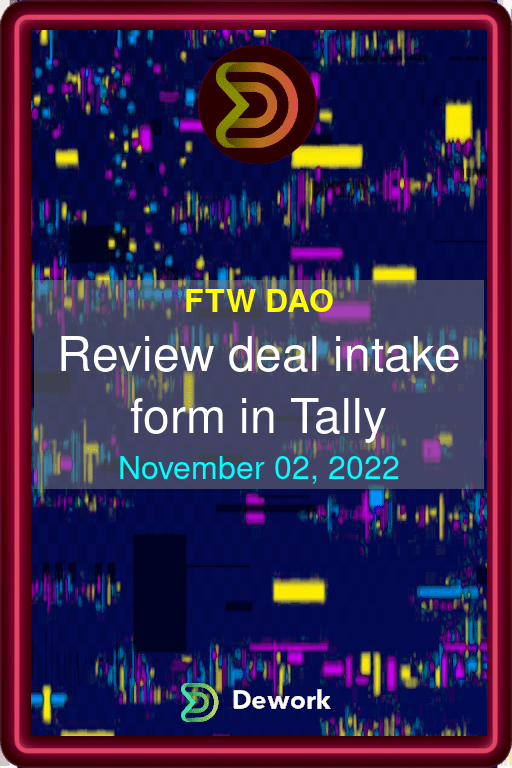 FTW DAO
Review deal intake
form in Tally
November 02, 2022
Dework